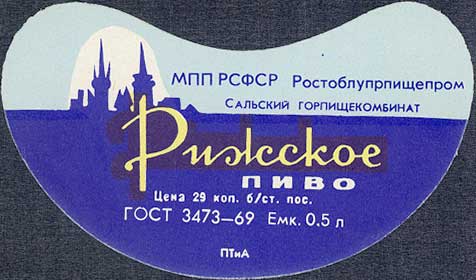 МПП РСФСР Ростоблупрпищепром
Сальский горпищекомбинат
Рижское
пиво
Цена 29 коп. б/ст. пос.
ГОСТ 3473—69 Емк. 0.5 л
ПТиА